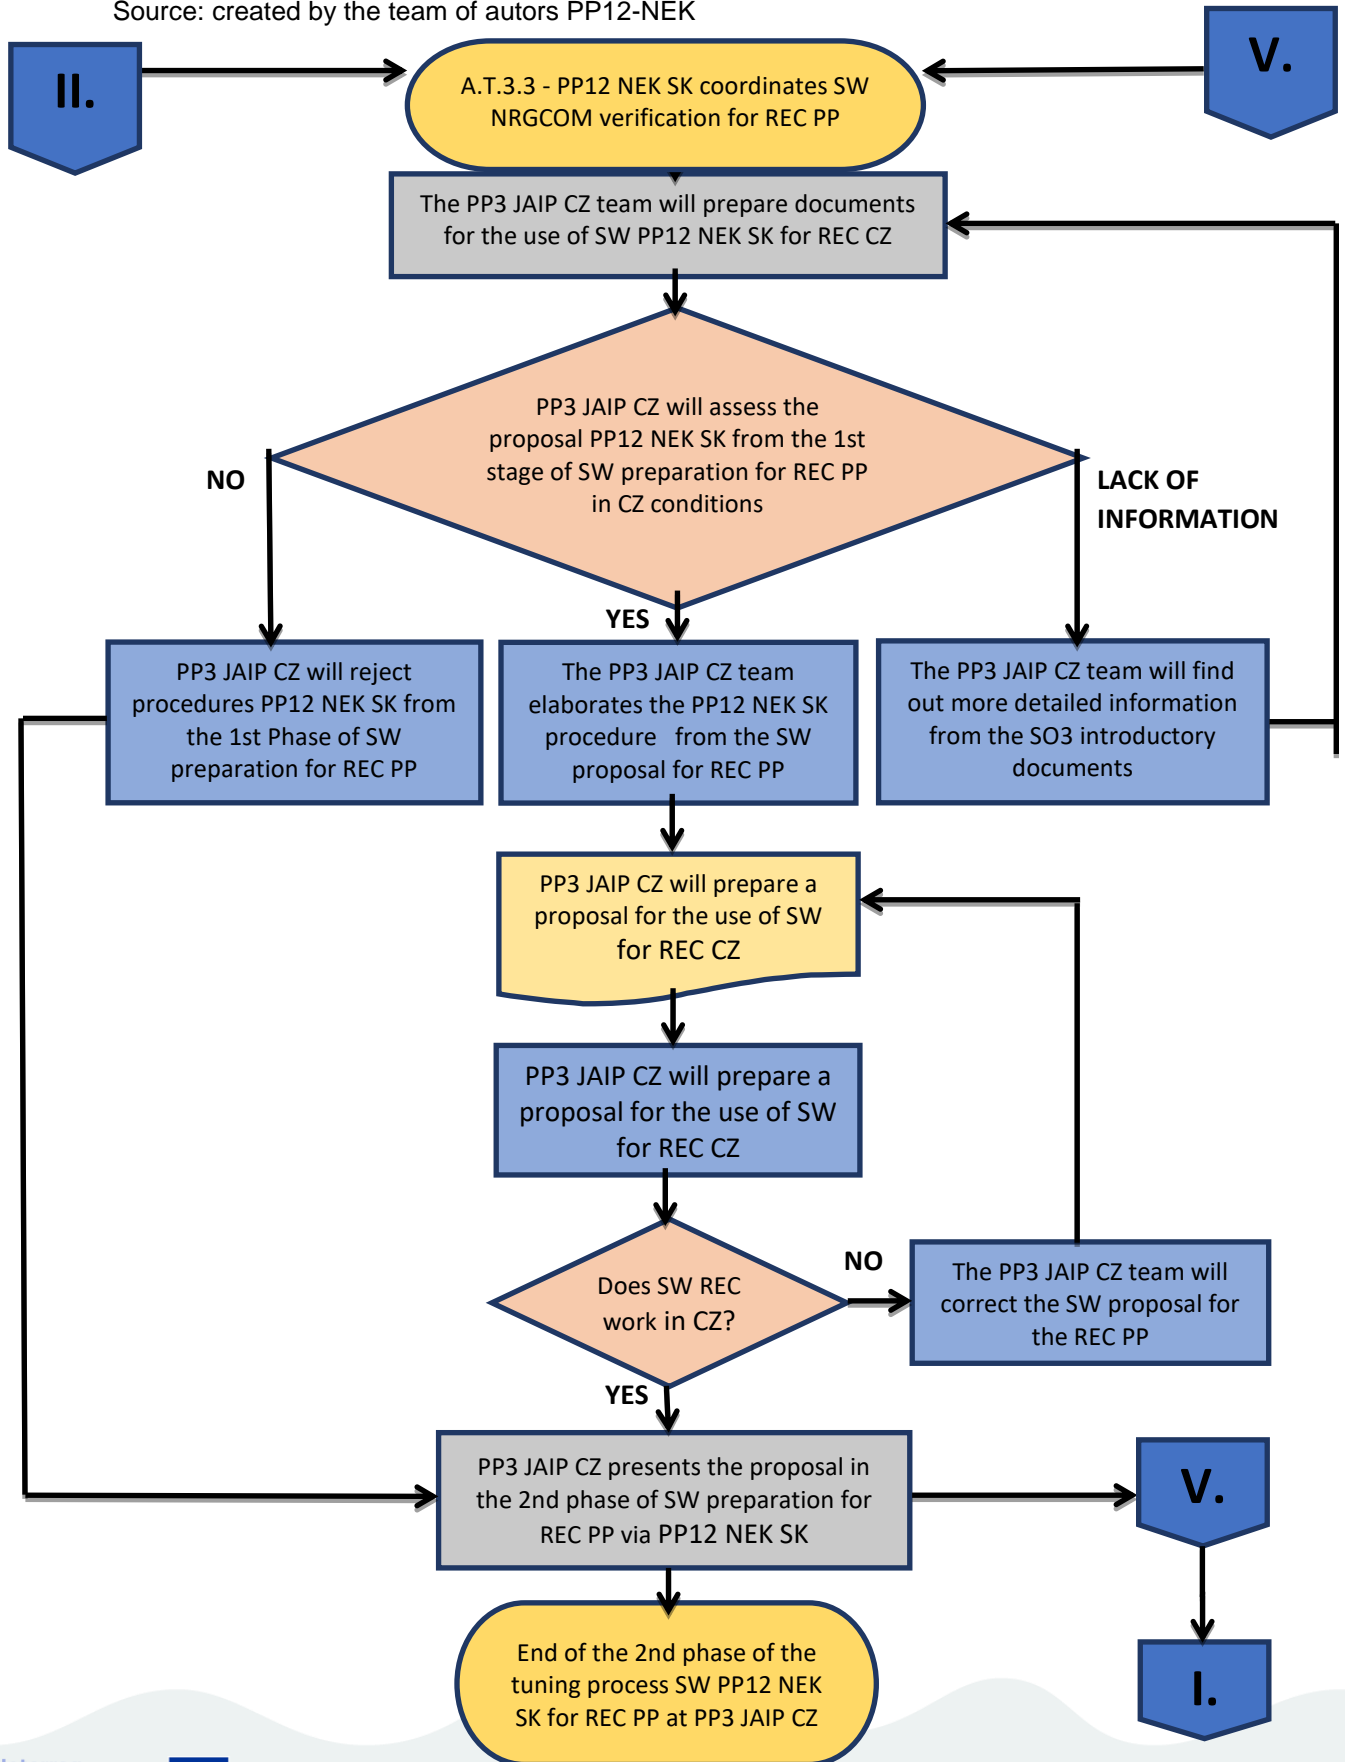 Source: created by the team of autors PP12-NEK
II.
V.
A.T.3.3 - PP12 NEK SK coordinates SW
NRGCOM verification for REC PP
The PP3 JAIP CZ team will prepare documents
for the use of SW PP12 NEK SK for REC CZ
PP3 JAIP CZ will assess the
proposal PP12 NEK SK from the 1st
stage of SW preparation for REC PP
in CZ conditions
NO
LACK OF
INFORMATION
YES
PP3 JAIP CZ will reject
procedures PP12 NEK SK from
the 1st Phase of SW
preparation for REC PP
The PP3 JAIP CZ team
elaborates the PP12 NEK SK
procedure from the SW
proposal for REC PP
The PP3 JAIP CZ team will find
out more detailed information
from the SO3 introductory
documents
PP3 JAIP CZ will prepare a
proposal for the use of SW
for REC CZ
PP3 JAIP CZ will prepare a
proposal for the use of SW
for REC CZ
Does SW REC
work in CZ?
NO
The PP3 JAIP CZ team will
correct the SW proposal for
the REC PP
YES
PP3 JAIP CZ presents the proposal in
the 2nd phase of SW preparation for
REC PP via PP12 NEK SK
V.
End of the 2nd phase of the
tuning process SW PP12 NEK
SK for REC PP at PP3 JAIP CZ
I.